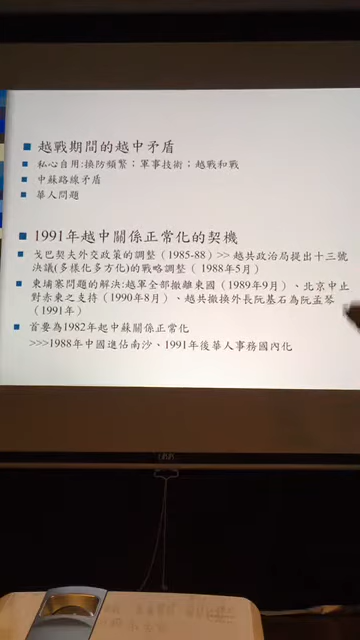 越戰期間的越中矛盾
私心自用:換防頻繁；軍事技術；越戰和戰
中蘇路線矛盾
華人問題
1991年越中關係正常化的契機
戈巴契夫外交政策的調整（1985-88）>> 越共政治局提出十三號
決議(多樣化多方化)的戰略調整（1988年5月）
柬埔寨問題的解決:越軍全部撤離柬國（1989年9月）、北京中止
對赤柬之支持（1990年8月）、越共撤換外長阮基石為阮孟琴
（1991年）
首要為1982年起中蘇關係正常化
>>>1988年中國進佔南沙、1991年後華人事務國內化